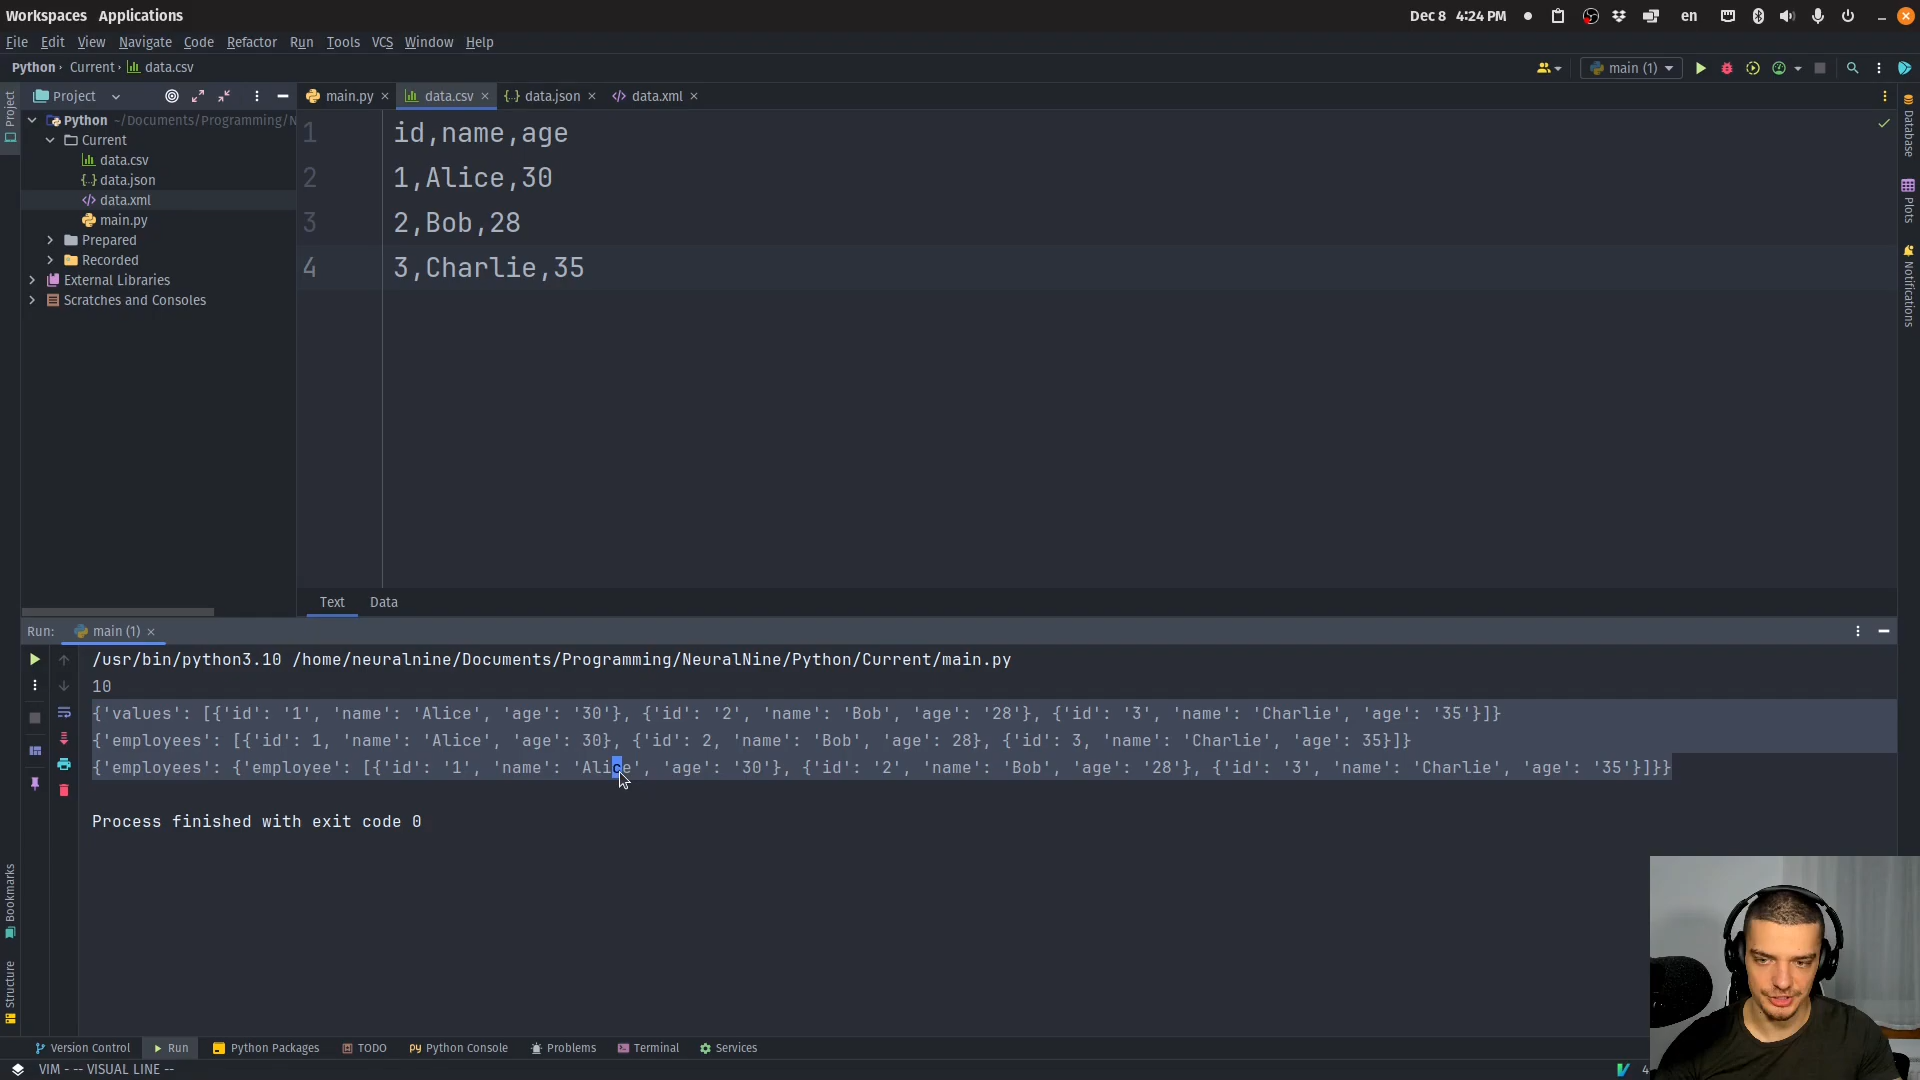 Workspaces Applications
Dec 8 4:24 PM en
File Edit View Navigate Code Refactor Run Tools VCS Window Help
Python Current data.csv
main (1)
Project
main.py data.csv data.json data.xml
Project
Python ~/Documents/Programming/N
Current
data.csv
data.json
data.xml
main.py
Prepared
Recorded
External Libraries
Scratches and Consoles
1 id,name,age
2 1,Alice,30
3 2,Bob,28
4 3,Charlie,35
Database
Plots
Notifications
Text Data
Run: main (1)
/usr/bin/python3.10 /home/neuralnine/Documents/Programming/NeuralNine/Python/Current/main.py
10
{'values': [{'id': '1', 'name': 'Alice', 'age': '30'}, {'id': '2', 'name': 'Bob', 'age': '28'}, {'id': '3', 'name': 'Charlie', 'age': '35'}]}
{'employees': [{'id': 1, 'name': 'Alice', 'age': 30}, {'id': 2, 'name': 'Bob', 'age': 28}, {'id': 3, 'name': 'Charlie', 'age': 35}]}
{'employees': {'employee': [{'id': '1', 'name': 'Alice', 'age': '30'}, {'id': '2', 'name': 'Bob', 'age': '28'}, {'id': '3', 'name': 'Charlie', 'age': '35'}]}}
Process finished with exit code 0
Bookmarks
Structure
Version Control Run Python Packages TODO Python Console Problems Terminal Services
VIM - -- VISUAL LINE -- 4